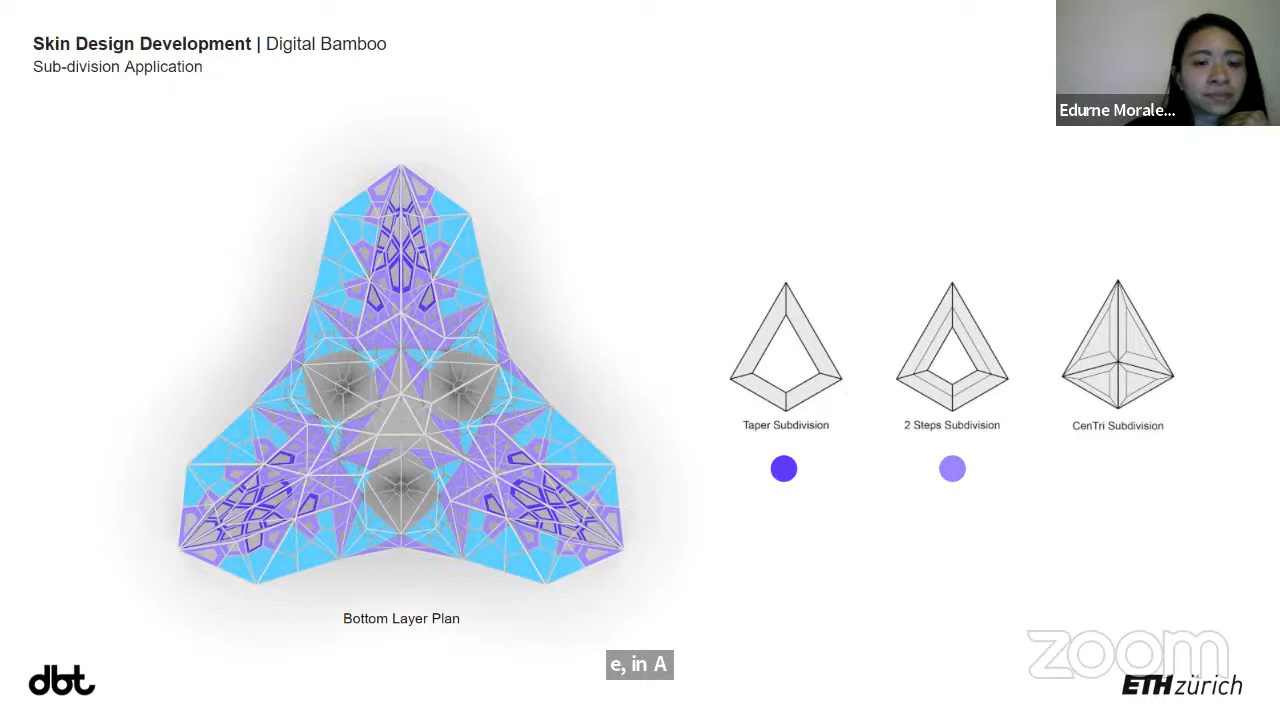 Skin Design Development | Digital Bamboo
Sub-division Application
Edurne Morale...
Taper Subdivision
2 Steps Subdivision
CenTri Subdivision
Bottom Layer Plan
e, in A
zoom
dbt
ETH zürich